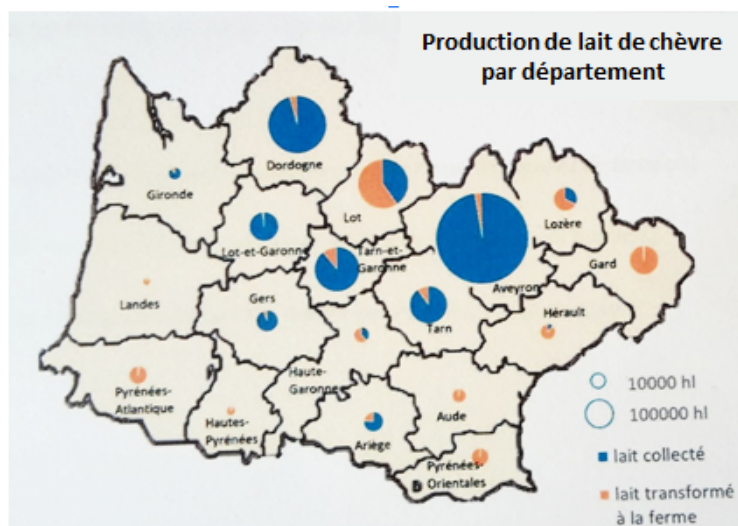 Production de lait de chèvre
par département
Dordogne
Gironde
Lot
Lozère
Lot-et-Garonne
Tarn-et-
Garonne
Gard
Aveyron
Landes
Gers
Tarn
Hérault
Haute-
Garonne
Pyrénées-
Atlantique
Hautes-
Pyrénées
Aude
Ariège
Pyrénées-
Orientales
10000 hl
100000 hl
lait collecté
lait transformé
à la ferme